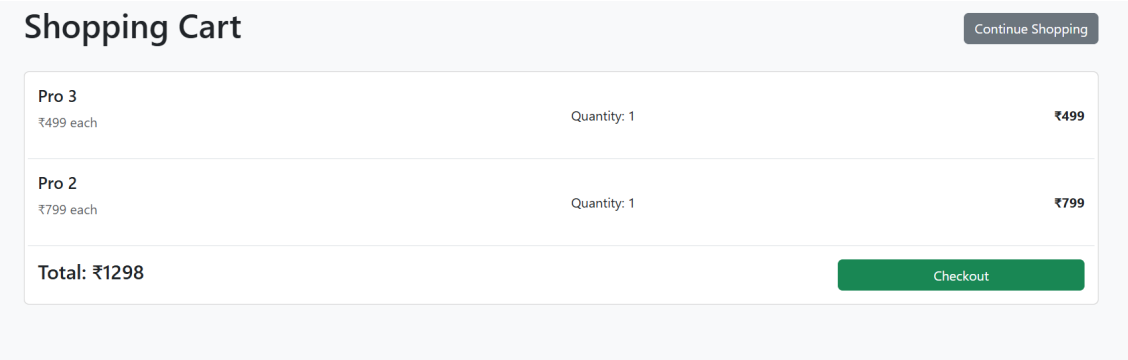 Shopping Cart
Continue Shopping
Pro 3
₹499 each
Quantity: 1
₹499
Pro 2
₹799 each
Quantity: 1
₹799
Total: ₹1298
Checkout